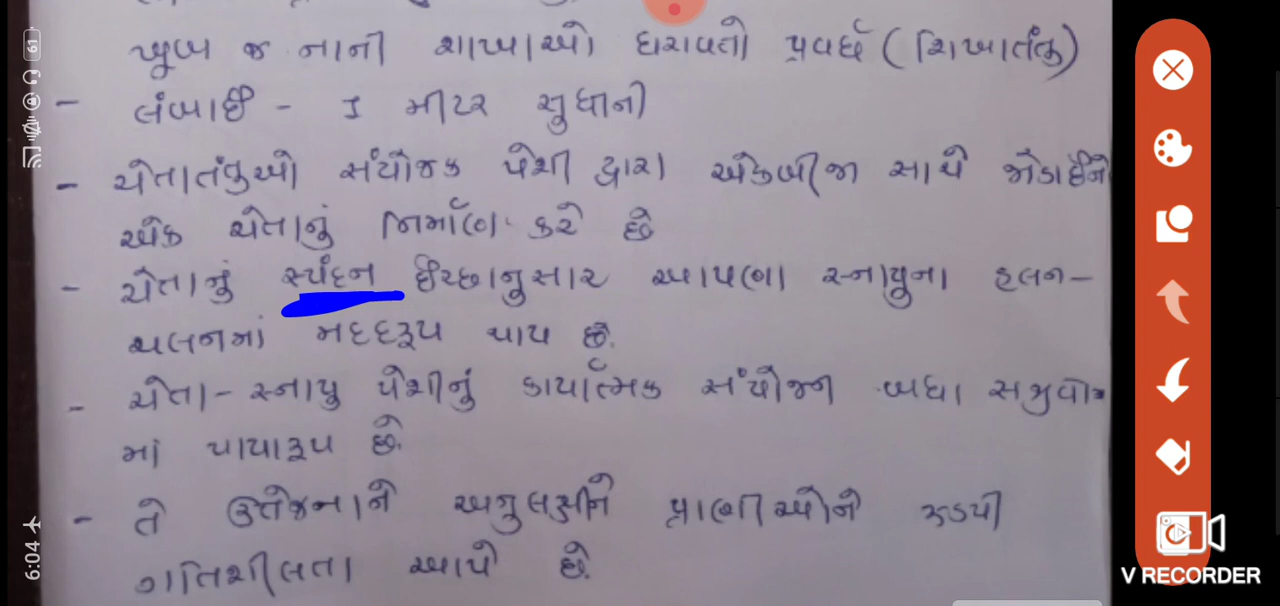 ખૂબ જ નાની શાખાઓ ધરાવતો પ્રવર્ધ (શિખાતંતુ)
- લંબાઈ - 1 મીટર સુધીની
- ચેતાતંતુઓ સંયોજક પેશી દ્વારા એકબીજા સાથે જોડાઈને
એક ચેતાનું નિર્માણ કરે છે
- ચેતાનું સ્પંદન ઈચ્છાનુસાર આપણા સ્નાયુના હલન-
ચલનમાં મદદરૂપ થાય છે.
- ચેતા-સ્નાયુ પેશીનું કાર્યાત્મક સંયોજન બધા સજીવો
માં પાયારૂપ છે.
- તે ઉત્તેજનાને અનુલક્ષીને પ્રાણીઓને ઝડપી
ગતિશીલતા આપે છે.
61
6:04
V RECORDER